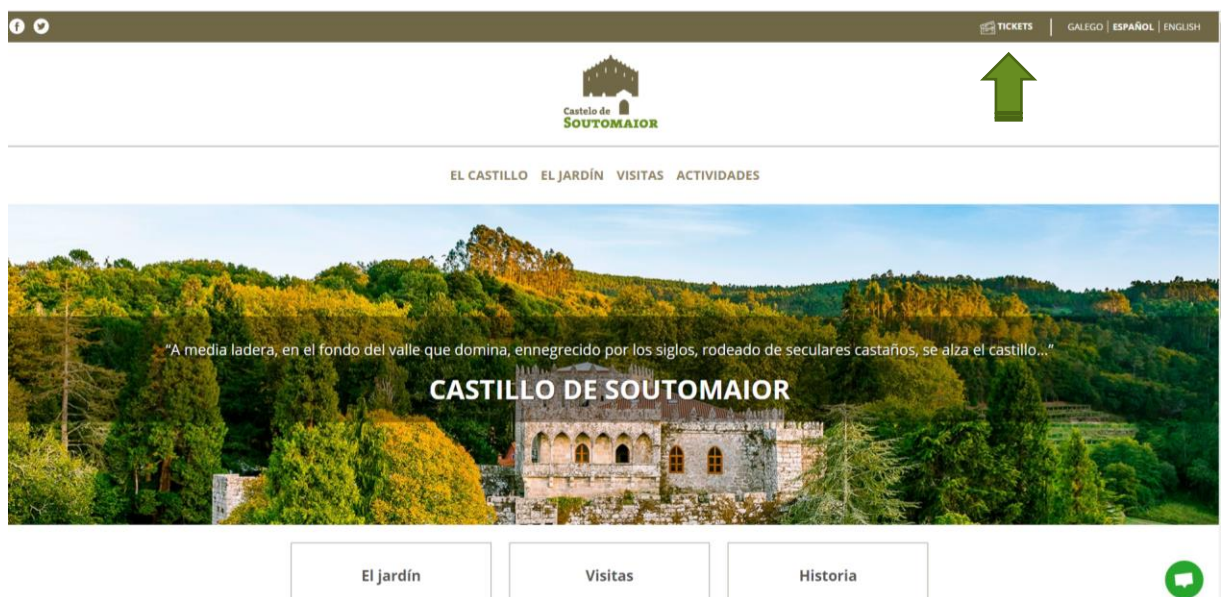 TICKETS GALEGO | ESPAÑOL | ENGLISH
Castelo de
SOUTOMAIOR
EL CASTILLO EL JARDÍN VISITAS ACTIVIDADES
“A media ladera, en el fondo del valle que domina, ennegrecido por los siglos, rodeado de seculares castaños, se alza el castillo...”
CASTILLO DE SOUTOMAIOR
El jardín Visitas Historia